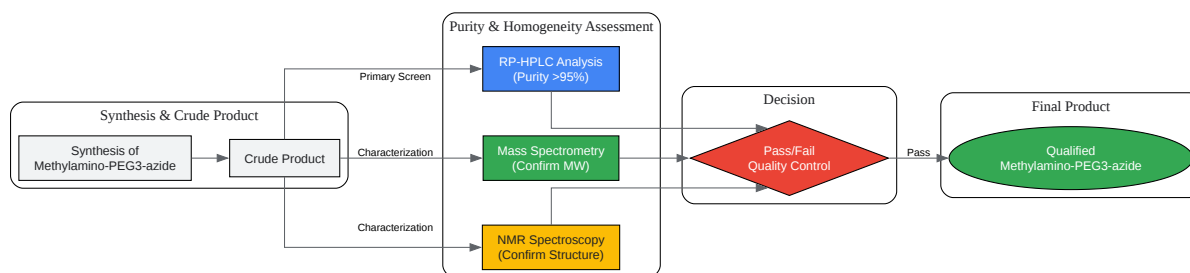 Synthesis & Crude Product
Synthesis of
Methylamino-PEG3-azide
Crude Product
Primary Screen
Characterization
Characterization
Purity & Homogeneity Assessment
RP-HPLC Analysis
(Purity >95%)
Mass Spectrometry
(Confirm MW)
NMR Spectroscopy
(Confirm Structure)
Decision
Pass/Fail
Quality Control
Pass
Final Product
Qualified
Methylamino-PEG3-azide